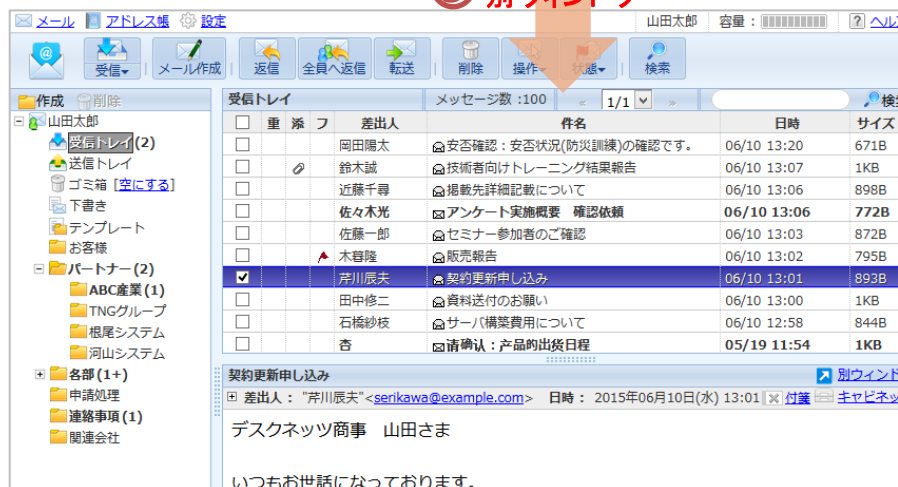 別ウィンドウ
メール アドレス帳 設定 山田太郎 容量： ? ヘル
受信 メール作成 返信 全員へ返信 転送 削除 操作 状態 検索
作成 削除
山田太郎
受信トレイ(2)
送信トレイ
ゴミ箱 [空にする]
下書き
テンプレート
お客様
パートナー(2)
ABC産業(1)
TNGグループ
根尾システム
河山システム
各部(1+)
申請処理
連絡事項(1)
関連会社
受信トレイ メッセージ数 :100 « 1/1 » 検索
重 添 フ 差出人 件名 日時 サイズ
岡田陽太 安否確認：安否状況(防災訓練)の確認です。 06/10 13:20 671B
鈴木誠 技術者向けトレーニング結果報告 06/10 13:07 1KB
近藤千尋 掲載先詳細記載について 06/10 13:06 898B
佐々木光 アンケート実施概要 確認依頼 06/10 13:06 772B
佐藤一郎 セミナー参加者のご確認 06/10 13:03 872B
木暮隆 販売報告 06/10 13:02 795B
芹川辰夫 契約更新申し込み 06/10 13:01 893B
田中修二 資料送付のお願い 06/10 13:00 1KB
石橋紗枝 サーバ構築費用について 06/10 12:58 844B
杏 请确认：产品的出货日程 05/19 11:54 1KB
契約更新申し込み 別ウィンド
差出人： "芹川辰夫"<serikawa@example.com> 日時： 2015年06月10日(水) 13:01 付箋 キャビネッ
デスクネッツ商事 山田さま
いつもお世話になっております。